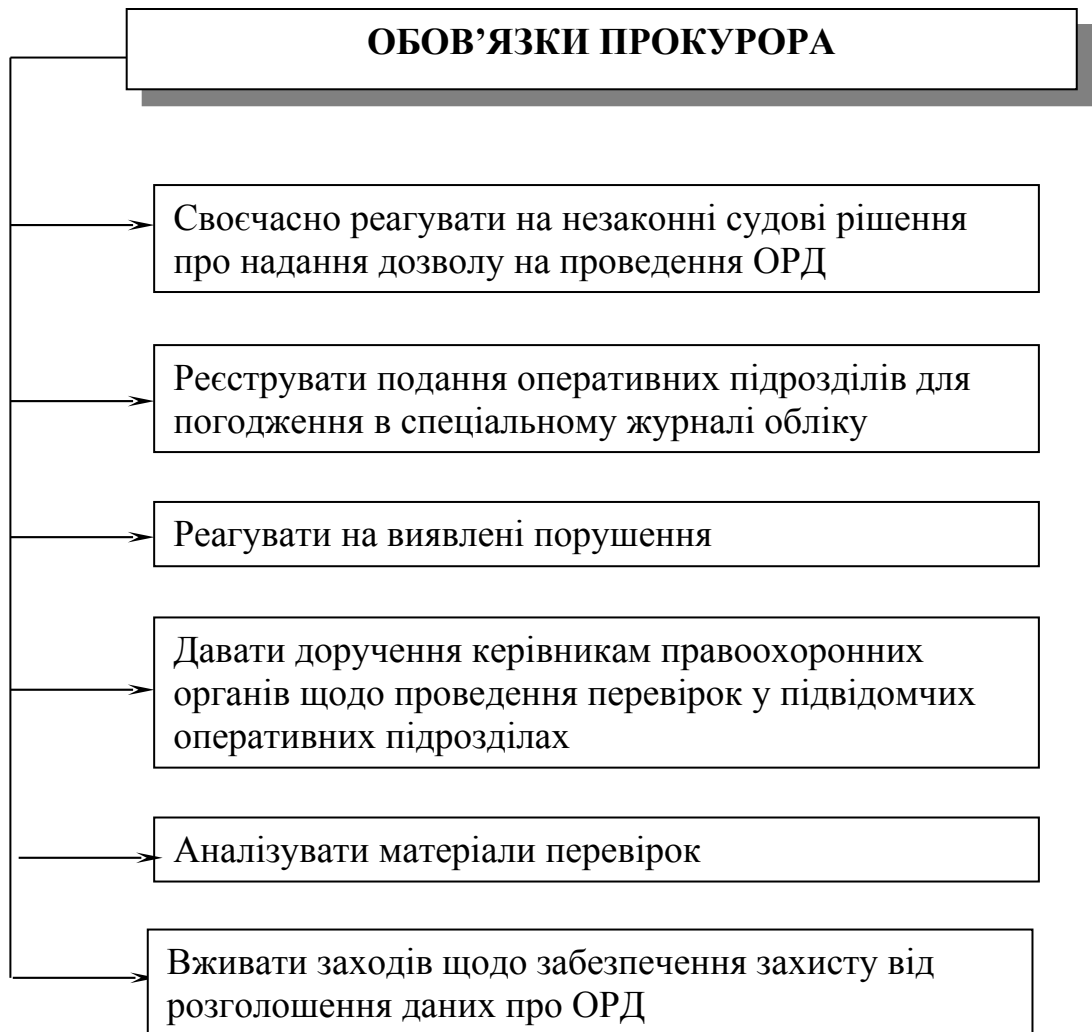 ОБОВ’ЯЗКИ ПРОКУРОРА
Своєчасно реагувати на незаконні судові рішення
про надання дозволу на проведення ОРД
Реєструвати подання оперативних підрозділів для
погодження в спеціальному журналі обліку
Реагувати на виявлені порушення
Давати доручення керівникам правоохоронних
органів щодо проведення перевірок у підвідомчих
оперативних підрозділах
Аналізувати матеріали перевірок
Вживати заходів щодо забезпечення захисту від
розголошення даних про ОРД